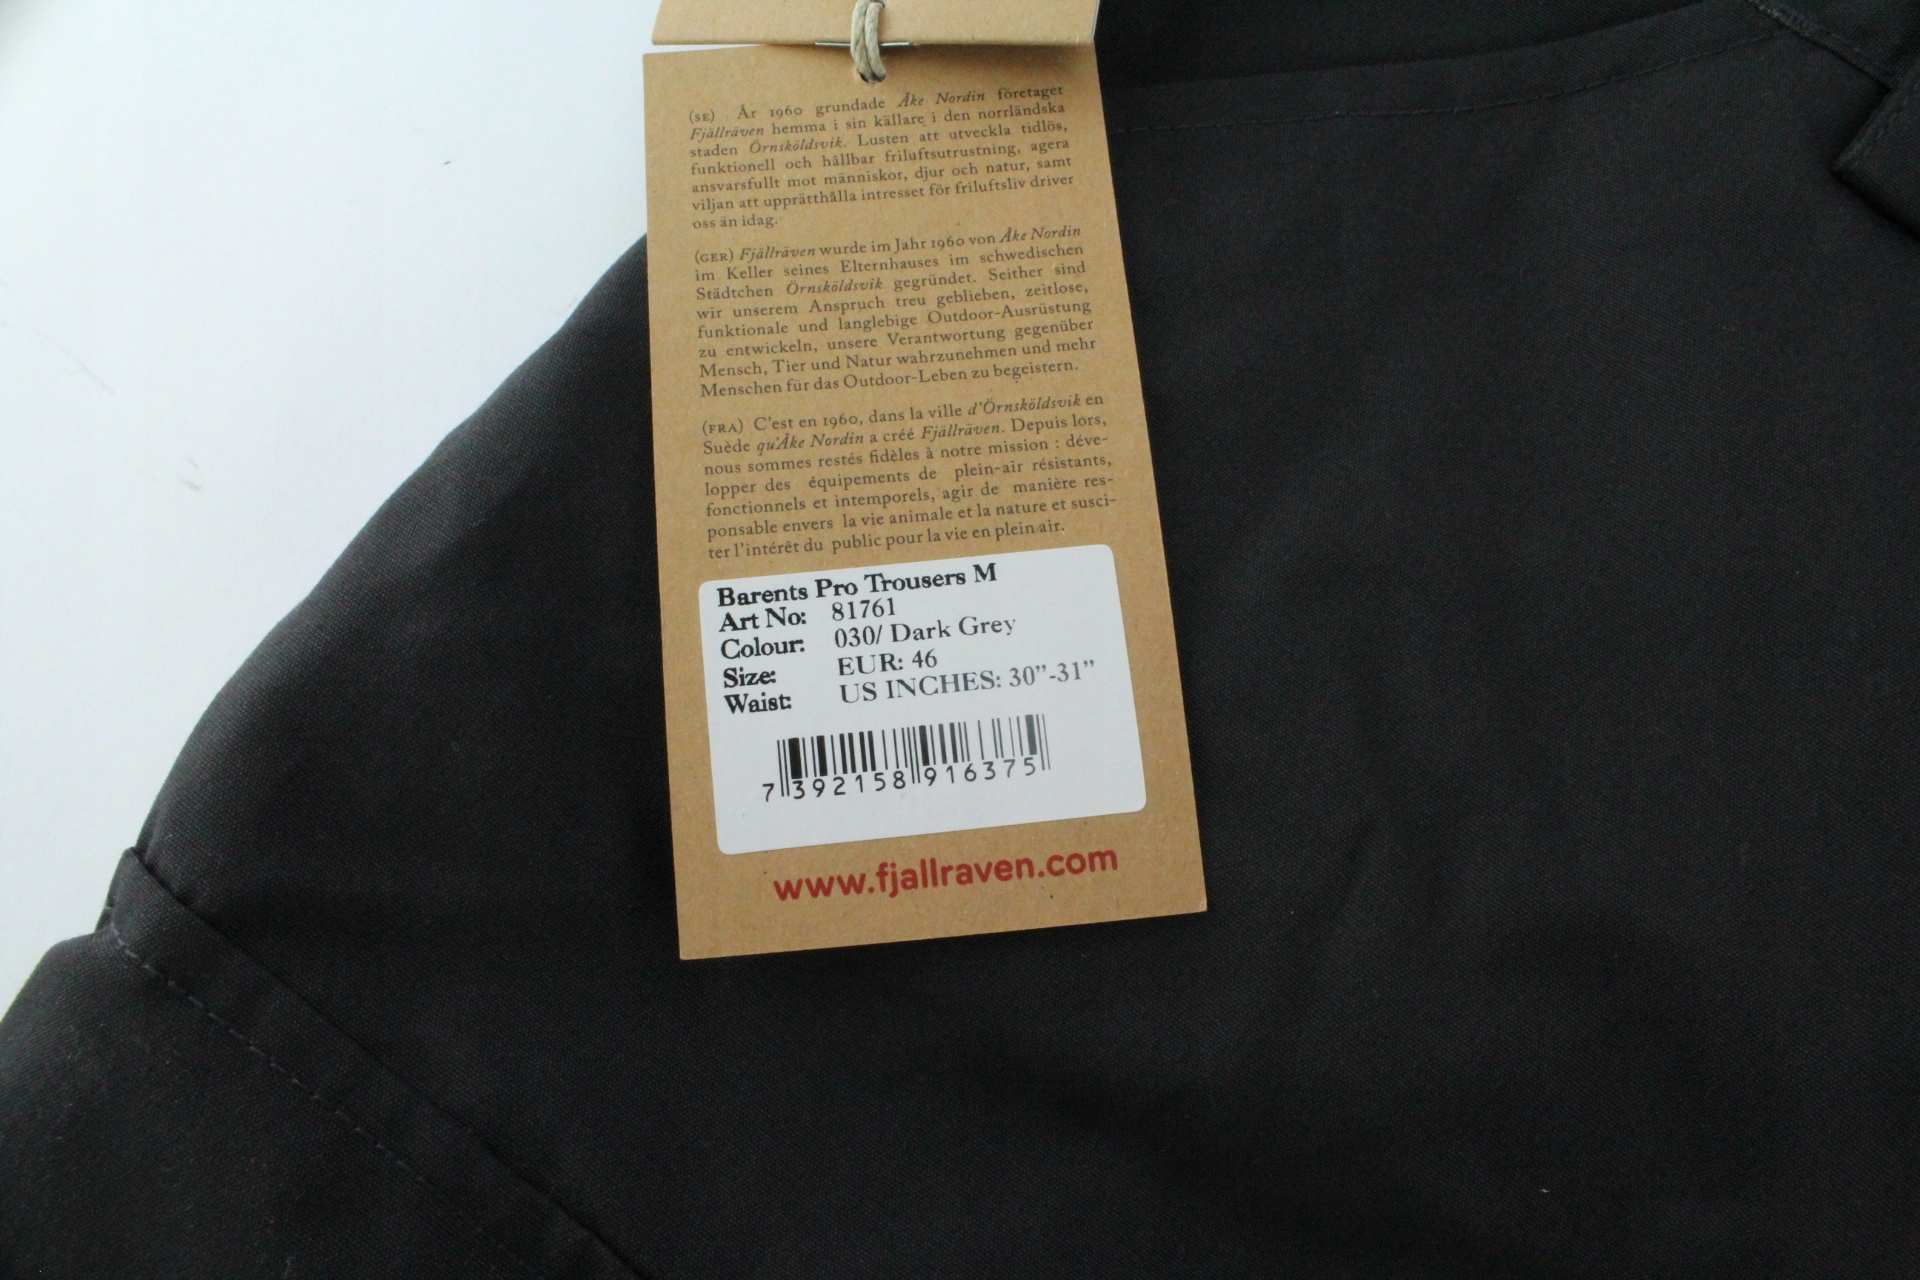 (SE) År 1960 grundade Åke Nordin företaget
Fjällräven hemma i sin källare i den norrländska
staden Örnsköldsvik. Lusten att utveckla tidlös,
funktionell och hållbar friluftsutrustning, agera
ansvarsfullt mot människor, djur och natur, samt
viljan att upprätthålla intresset för friluftsliv driver
oss än idag.
(GER) Fjällräven wurde im Jahr 1960 von Åke Nordin
im Keller seines Elternhauses im schwedischen
Städtchen Örnsköldsvik gegründet. Seither sind
wir unserem Anspruch treu geblieben, zeitlose,
funktionale und langlebige Outdoor-Ausrüstung
zu entwickeln, unsere Verantwortung gegenüber
Mensch, Tier und Natur wahrzunehmen und mehr
Menschen für das Outdoor-Leben zu begeistern.
(FRA) C'est en 1960, dans la ville d'Örnsköldsvik en
Suède qu'Åke Nordin a créé Fjällräven. Depuis lors,
nous sommes restés fidèles à notre mission : déve-
lopper des équipements de plein-air résistants,
fonctionnels et intemporels, agir de manière res-
ponsable envers la vie animale et la nature et susci-
ter l'intérêt du public pour la vie en plein air.
Barents Pro Trousers M
Art No: 81761
Colour: 030/ Dark Grey
Size: EUR: 46
Waist: US INCHES: 30”-31”
7 392158 916375
www.fjallraven.com